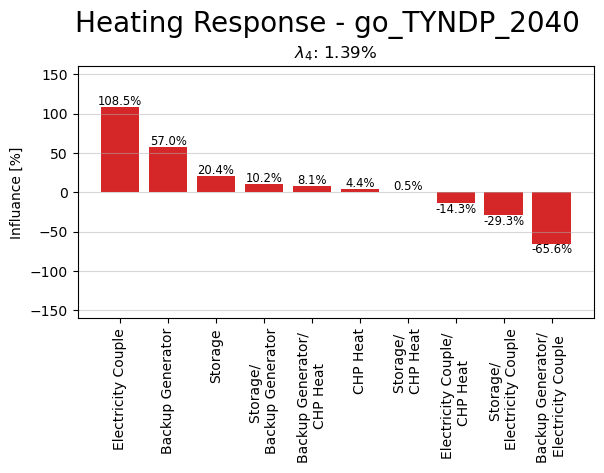 Heating Response - go_TYNDP_2040
λ4: 1.39%
Influance [%]
150
100
50
0
−50
−100
−150
108.5%
57.0%
20.4%
10.2%
8.1%
4.4%
0.5%
-14.3%
-29.3%
-65.6%
Electricity Couple
Backup Generator
Storage
Storage/
Backup Generator
Backup Generator/
CHP Heat
CHP Heat
Storage/
CHP Heat
Electricity Couple/
CHP Heat
Storage/
Electricity Couple
Backup Generator/
Electricity Couple